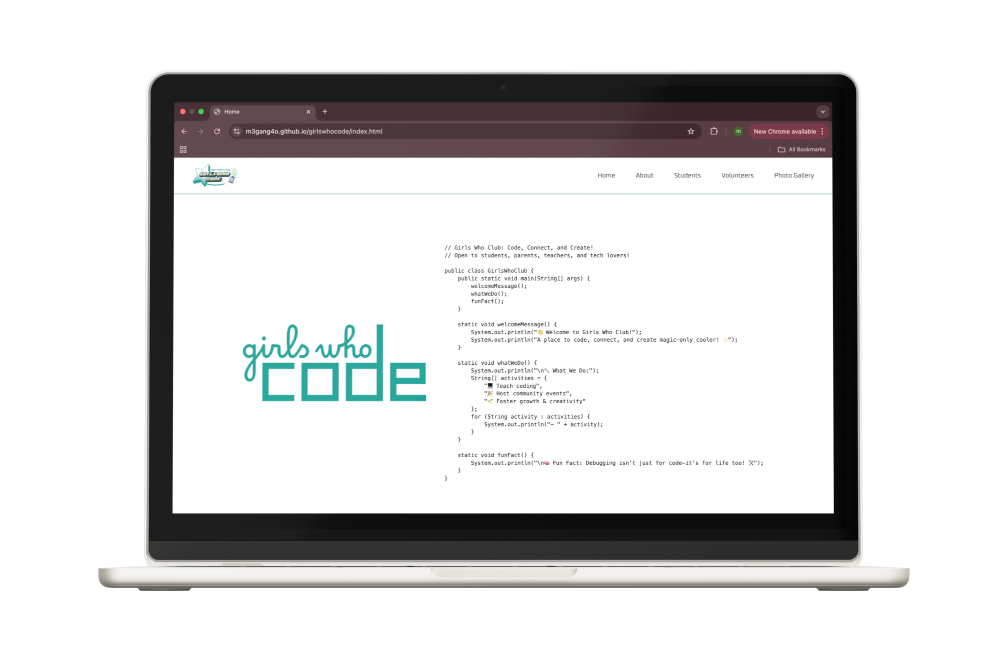 Home
m3gang4o.github.io/girlswhocode/index.html
m
New Chrome available
All Bookmarks
Home About Students Volunteers Photo Gallery
girls who
code
// Girls Who Club: Code, Connect, and Create!
// Open to students, parents, teachers, and tech lovers!
public class GirlsWhoClub {
public static void main(String[] args) {
welcomeMessage();
whatWeDo();
funFact();
}
static void welcomeMessage() {
System.out.println("👋 Welcome to Girls Who Club!");
System.out.println("A place to code, connect, and create magic—only cooler! ✨");
}
static void whatWeDo() {
System.out.println("\n🔧 What We Do:");
String[] activities = {
"💻 Teach coding",
"🎉 Host community events",
"🌱 Foster growth & creativity"
};
for (String activity : activities) {
System.out.println("- " + activity);
}
}
static void funFact() {
System.out.println("\n🧠 Fun Fact: Debugging isn't just for code—it's for life too! 🛠");
}
}